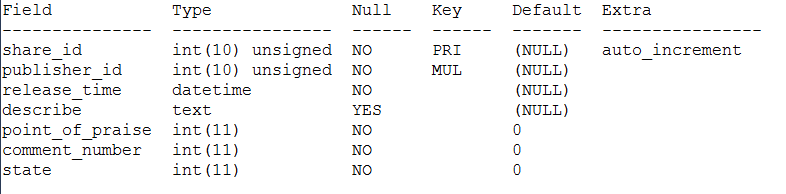 Field            Type              Null    Key     Default  Extra
---------------  ----------------  ------  ------  -------  ----------------
share_id         int(10) unsigned  NO      PRI     (NULL)   auto_increment
publisher_id     int(10) unsigned  NO      MUL     (NULL)
release_time     datetime          NO              (NULL)
describe         text              YES             (NULL)
point_of_praise  int(11)           NO              0
comment_number   int(11)           NO              0
state            int(11)           NO              0